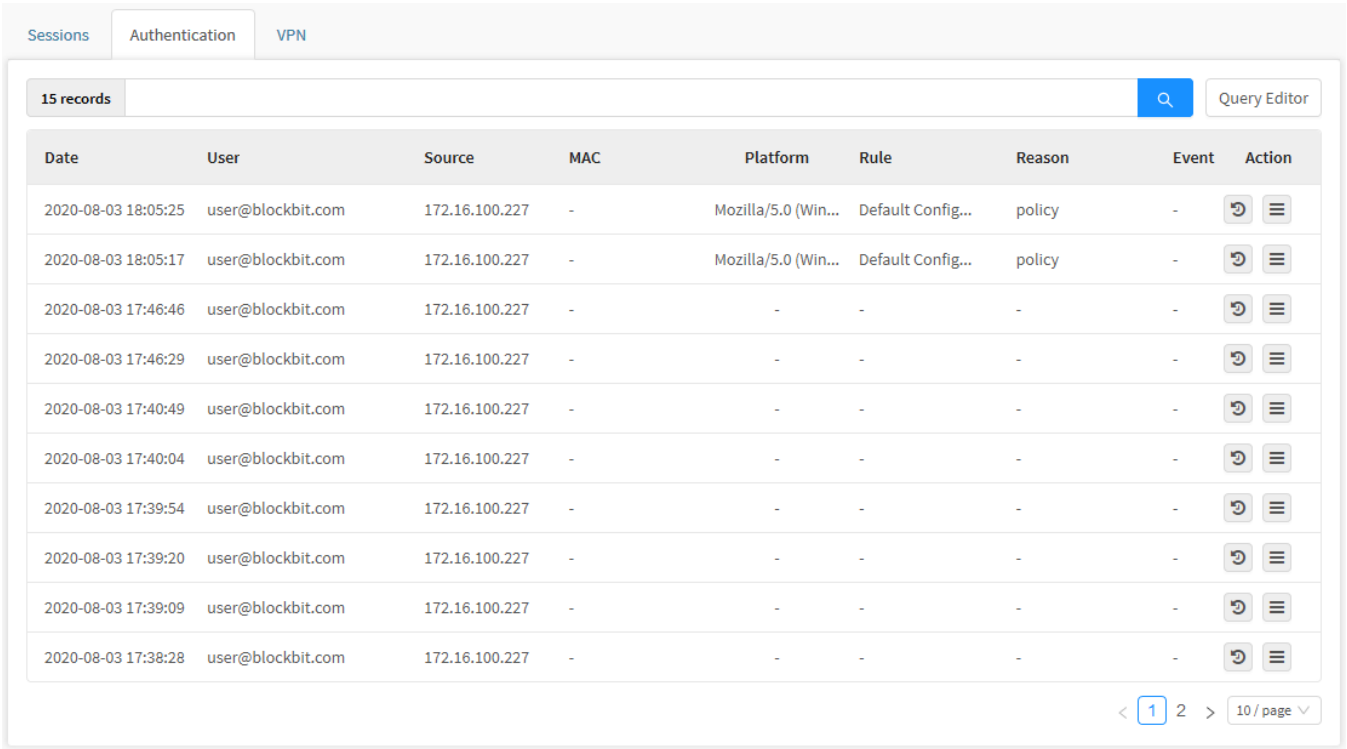 Sessions Authentication VPN
15 records Query Editor
Date User Source MAC Platform Rule Reason Event Action
2020-08-03 18:05:25 user@blockbit.com 172.16.100.227 - Mozilla/5.0 (Win... Default Config... policy -
2020-08-03 18:05:17 user@blockbit.com 172.16.100.227 - Mozilla/5.0 (Win... Default Config... policy -
2020-08-03 17:46:46 user@blockbit.com 172.16.100.227 - - - - -
2020-08-03 17:46:29 user@blockbit.com 172.16.100.227 - - - - -
2020-08-03 17:40:49 user@blockbit.com 172.16.100.227 - - - - -
2020-08-03 17:40:04 user@blockbit.com 172.16.100.227 - - - - -
2020-08-03 17:39:54 user@blockbit.com 172.16.100.227 - - - - -
2020-08-03 17:39:20 user@blockbit.com 172.16.100.227 - - - - -
2020-08-03 17:39:09 user@blockbit.com 172.16.100.227 - - - - -
2020-08-03 17:38:28 user@blockbit.com 172.16.100.227 - - - - -
< 1 2 > 10 / page